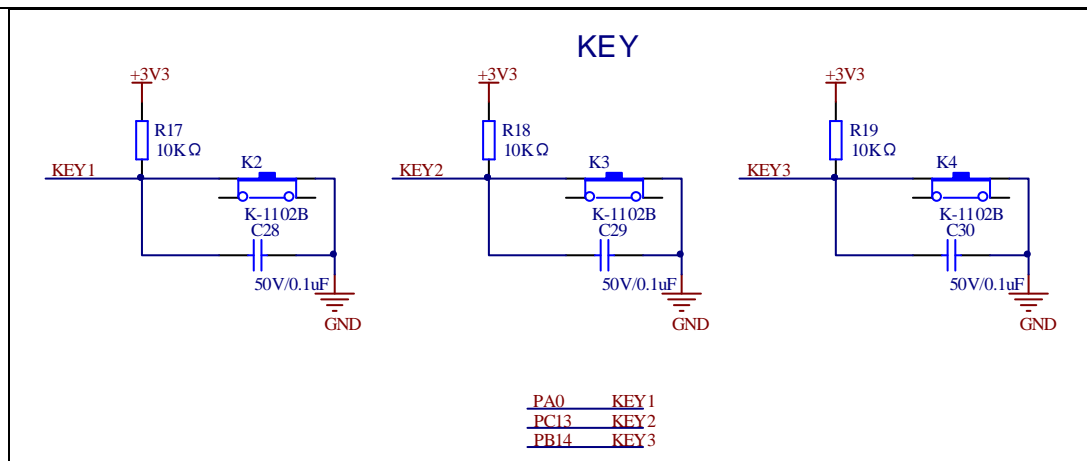 KEY
+3V3
R17
10KΩ
KEY1
K2
K-1102B
C28
50V/0.1uF
GND
+3V3
R18
10KΩ
KEY2
K3
K-1102B
C29
50V/0.1uF
GND
+3V3
R19
10KΩ
KEY3
K4
K-1102B
C30
50V/0.1uF
GND
PA0 KEY1
PC13 KEY2
PB14 KEY3